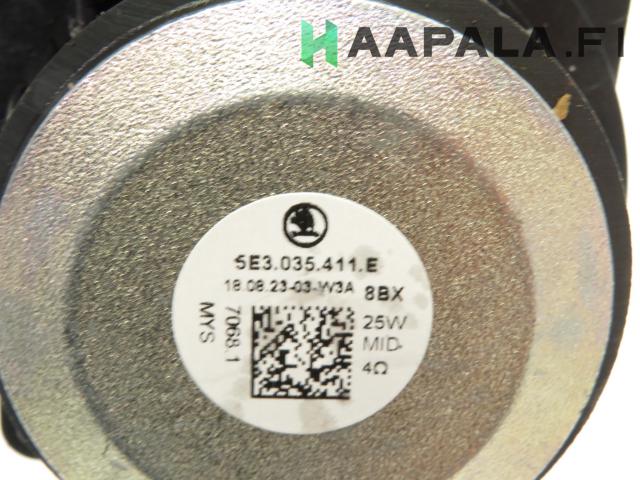 HAAPALA.FI
5E3.035.411.E
18.08.23-03-W3A 8BX
25W
MID-
4Ω
7068.1
MYS